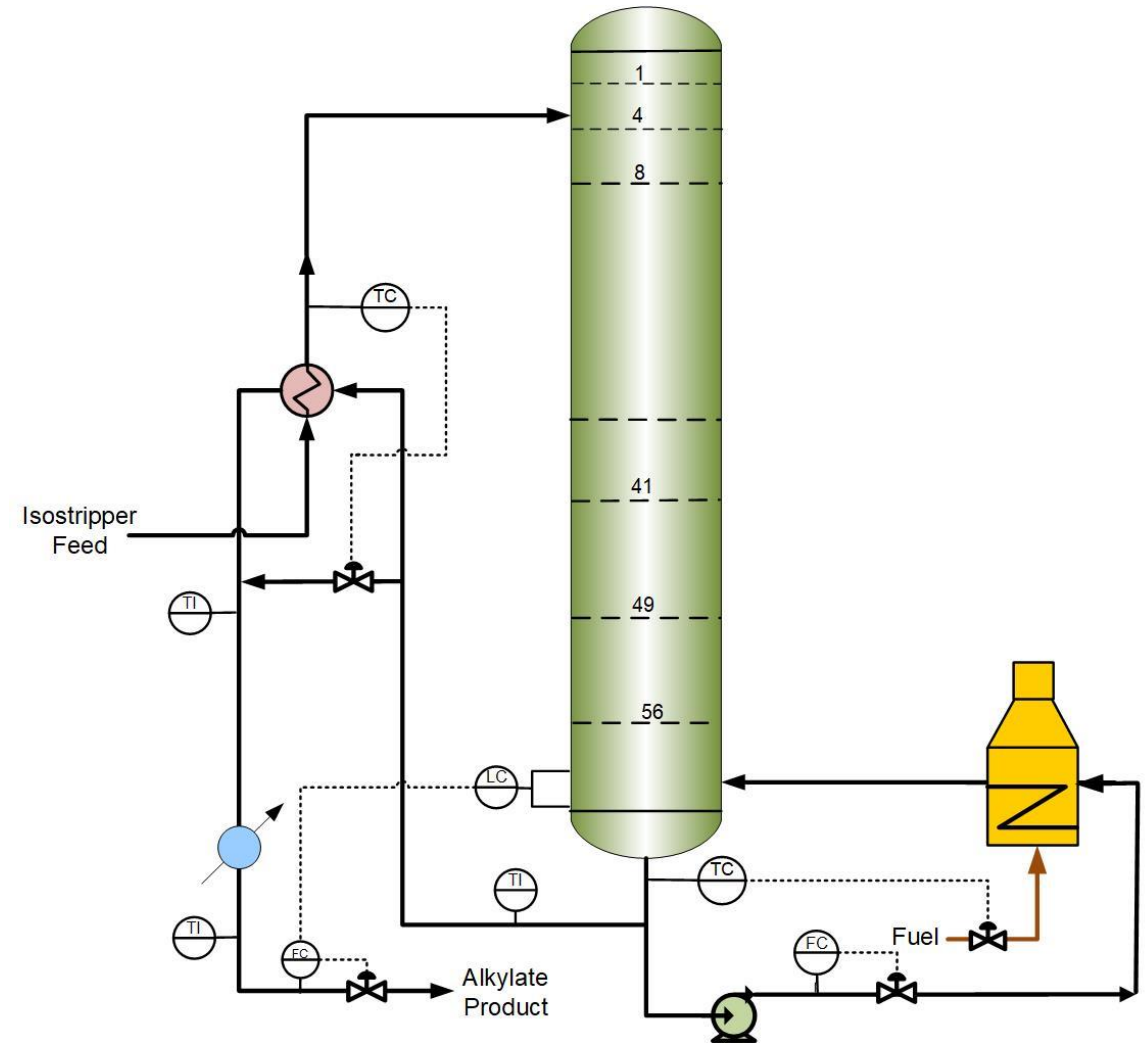 1
4
8
TC
41
Isostripper
Feed
TI
49
56
LC
TC
TI
TI
FC
FC
Fuel
Alkylate
Product